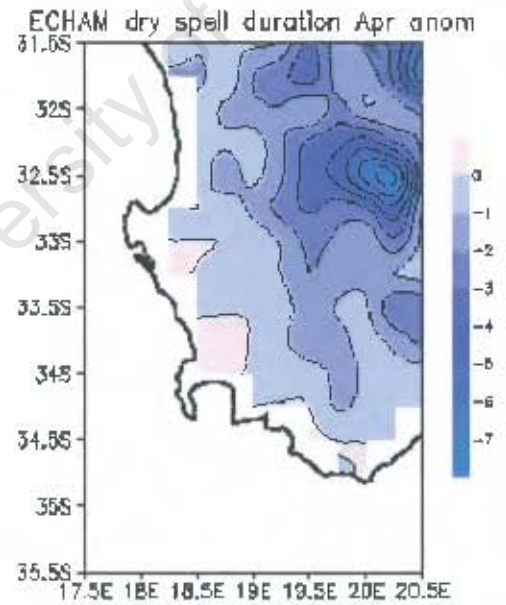 ECHAM dry spell duration Apr anom
31.5S
32S
32.5S
33S
33.5S
34S
34.5S
35S
35.5S
17.5E 18E 18.5E 19E 19.5E 20E 20.5E
0
-1
-2
-3
-4
-5
-6
-7
ersity of